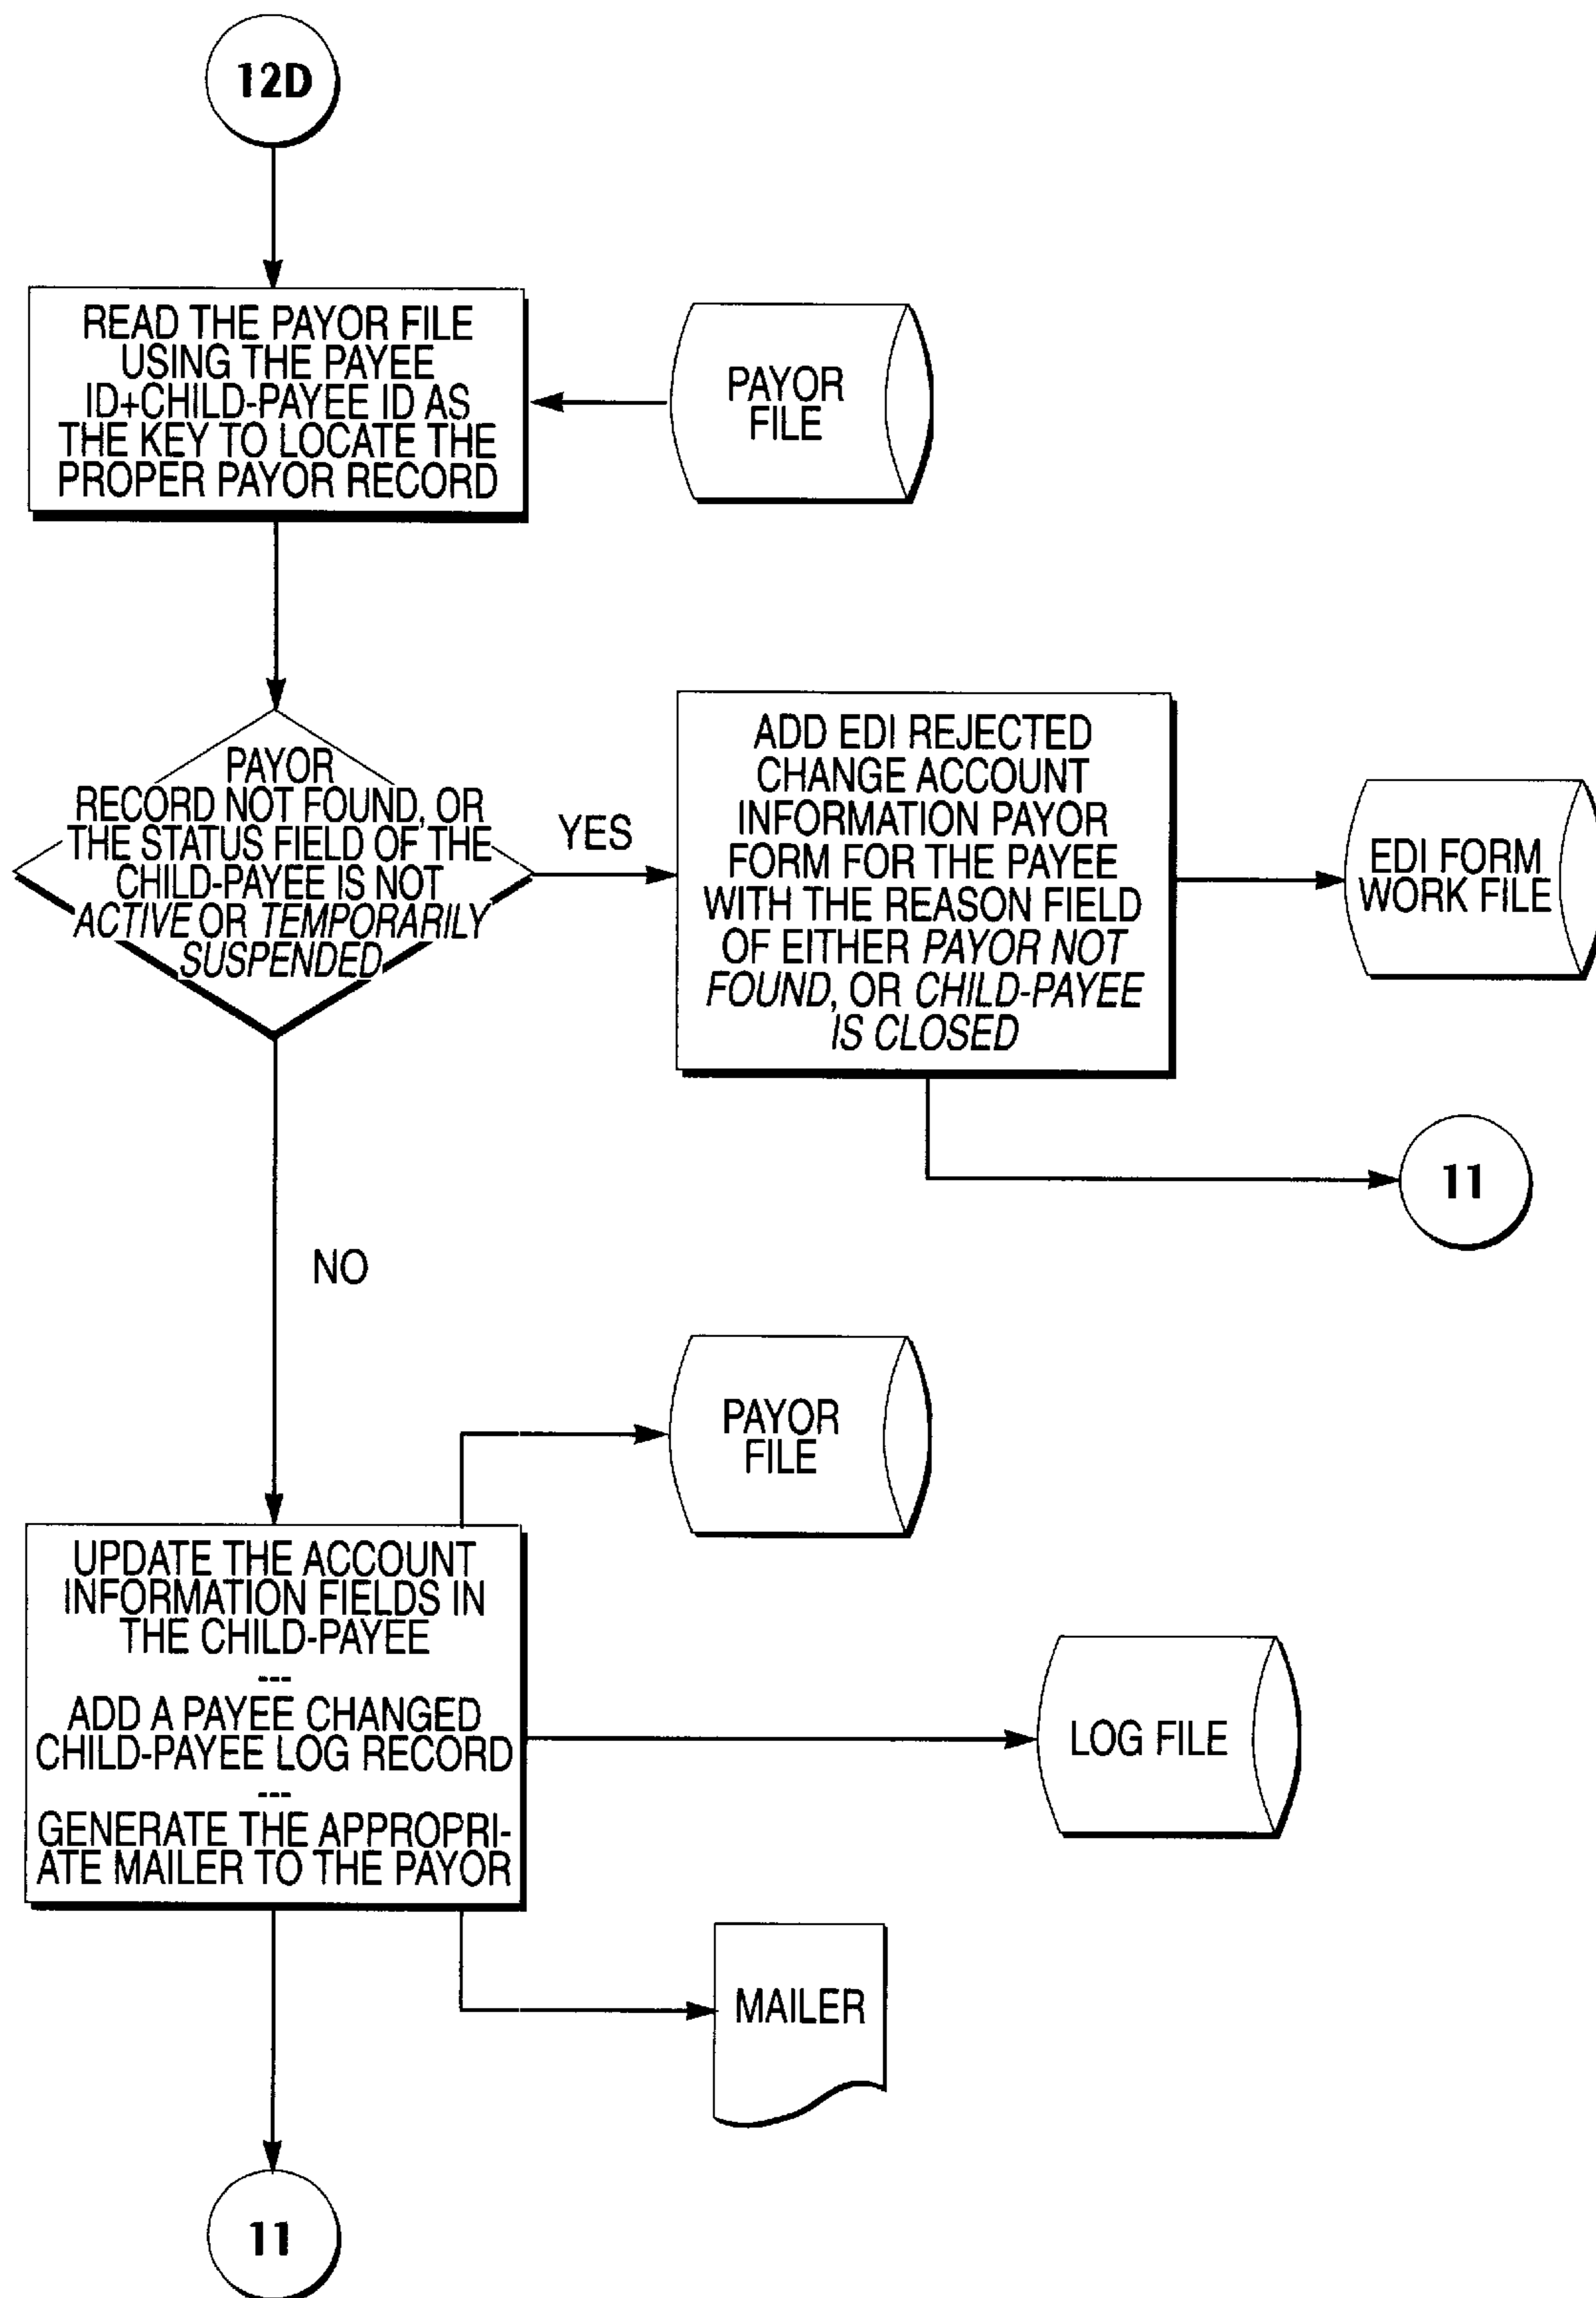 12D
READ THE PAYOR FILE
USING THE PAYEE
ID+CHILD-PAYEE ID AS
THE KEY TO LOCATE THE
PROPER PAYOR RECORD
PAYOR
FILE
PAYOR
RECORD NOT FOUND, OR
THE STATUS FIELD OF THE
CHILD-PAYEE IS NOT
ACTIVE OR TEMPORARILY
SUSPENDED
YES
ADD EDI REJECTED
CHANGE ACCOUNT
INFORMATION PAYOR
FORM FOR THE PAYEE
WITH THE REASON FIELD
OF EITHER PAYOR NOT
FOUND, OR CHILD-PAYEE
IS CLOSED
EDI FORM
WORK FILE
11
NO
PAYOR
FILE
UPDATE THE ACCOUNT
INFORMATION FIELDS IN
THE CHILD-PAYEE
---
ADD A PAYEE CHANGED
CHILD-PAYEE LOG RECORD
---
GENERATE THE APPROPRI-
ATE MAILER TO THE PAYOR
LOG FILE
MAILER
11